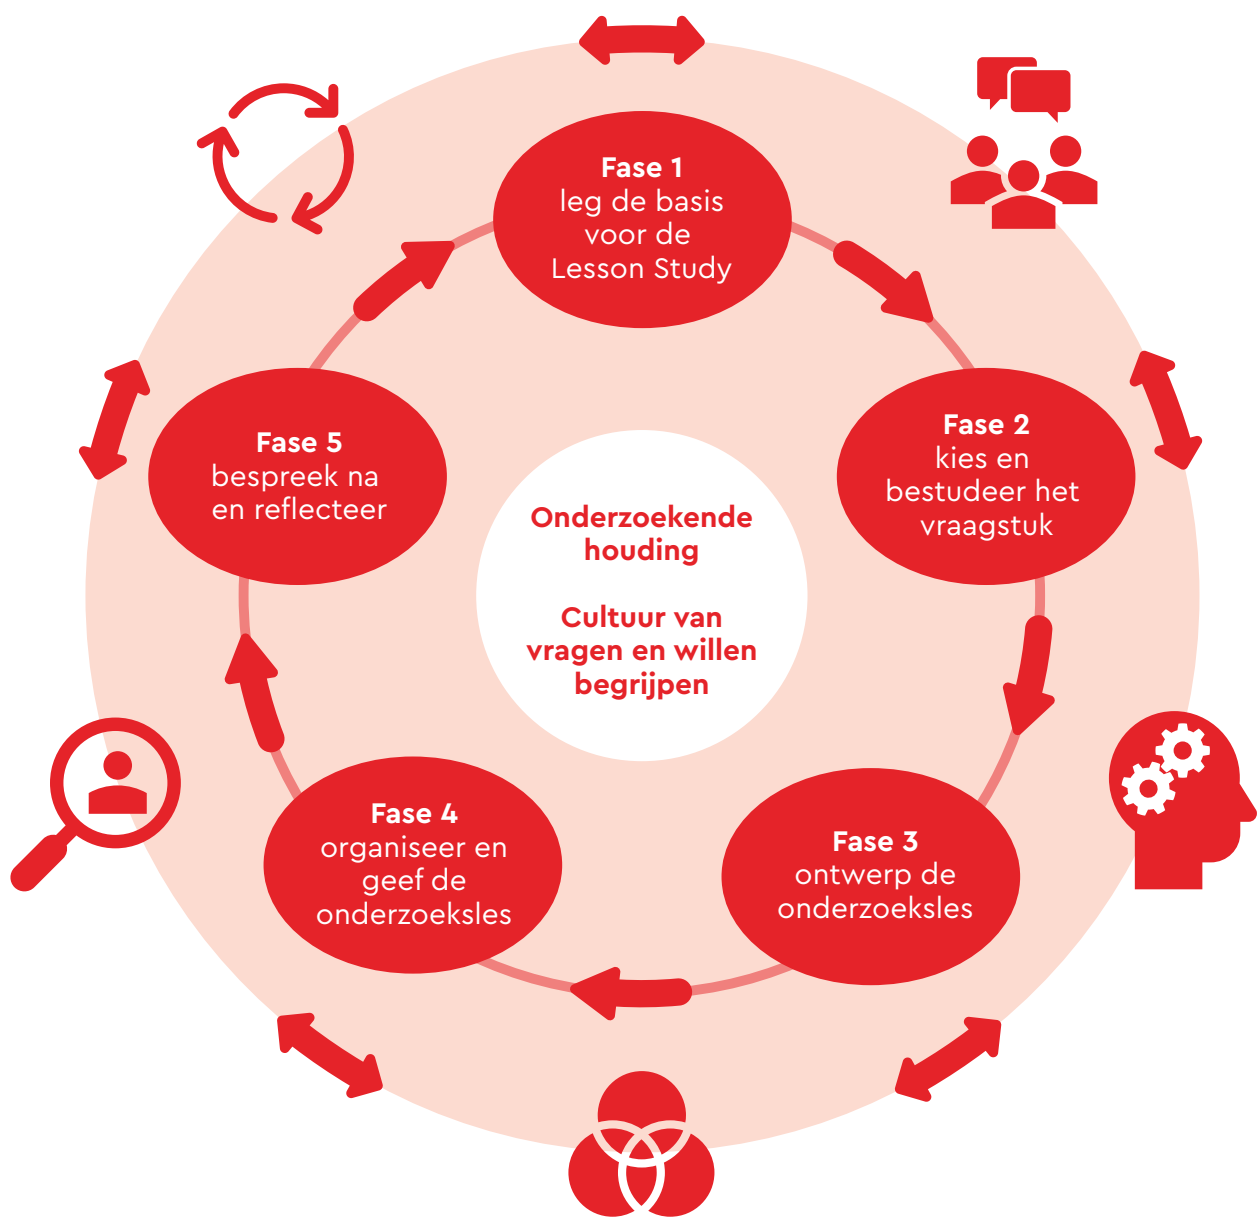 Fase 1
leg de basis
voor de
Lesson Study
Fase 2
kies en
bestudeer het
vraagstuk
Fase 3
ontwerp de
onderzoeksles
Fase 4
organiseer en
geef de
onderzoeksles
Fase 5
bespreek na
en reflecteer
Onderzoekende
houding
Cultuur van
vragen en willen
begrijpen